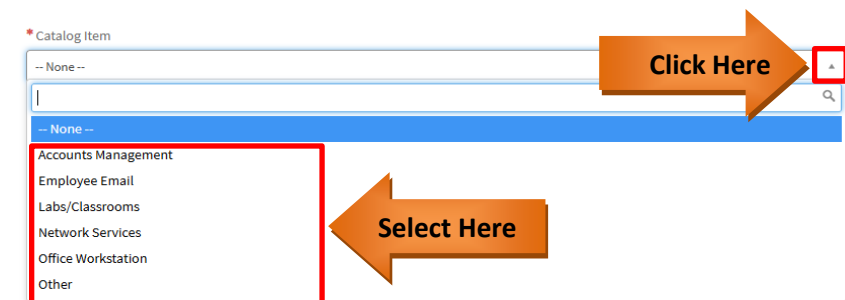 * Catalog Item
-- None --
Click Here
-- None --
Accounts Management
Employee Email
Labs/Classrooms
Network Services
Select Here
Office Workstation
Other